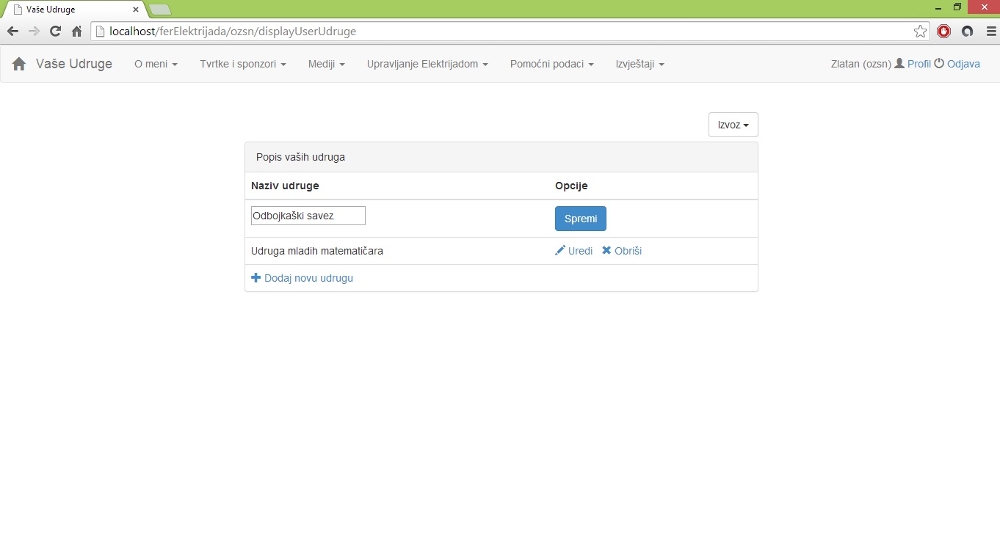 Vaše Udruge
localhost/ferElektrijada/ozsn/displayUserUdruge
Vaše Udruge O meni Tvrtke i sponzori Mediji Upravljanje Elektrijadom Pomoćni podaci Izvještaji Zlatan (ozsn) Profil Odjava
Izvoz
Popis vaših udruga
Naziv udruge Opcije
Odbojkaški savez Spremi
Udruga mladih matematičara Uredi Obriši
Dodaj novu udrugu